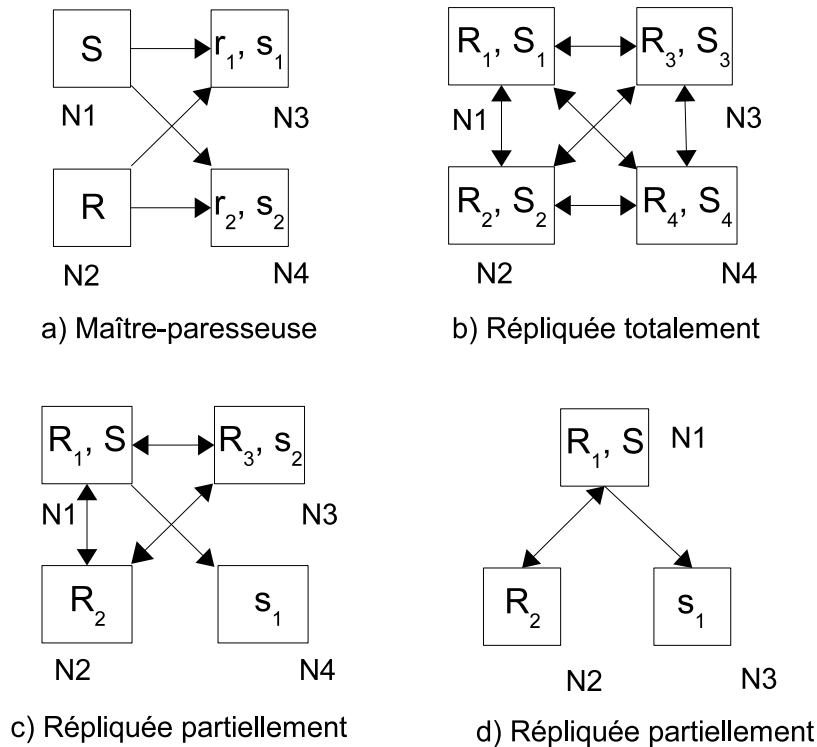 S
r₁, s₁
N1
N3
R
r₂, s₂
N2
N4
a) Maître-paresseuse
R₁, S₁
R₃, S₃
N1
N3
R₂, S₂
R₄, S₄
N2
N4
b) Répliquée totalement
R₁, S
R₃, s₂
N1
N3
R₂
s₁
N2
N4
c) Répliquée partiellement
R₁, S
N1
R₂
s₁
N2
N3
d) Répliquée partiellement